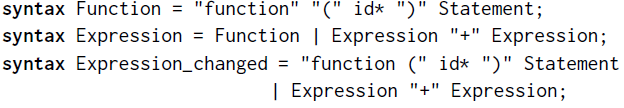 syntax Function = "function" "(" id* ")" Statement;
syntax Expression = Function | Expression "+" Expression;
syntax Expression_changed = "function (" id* ")" Statement
| Expression "+" Expression;